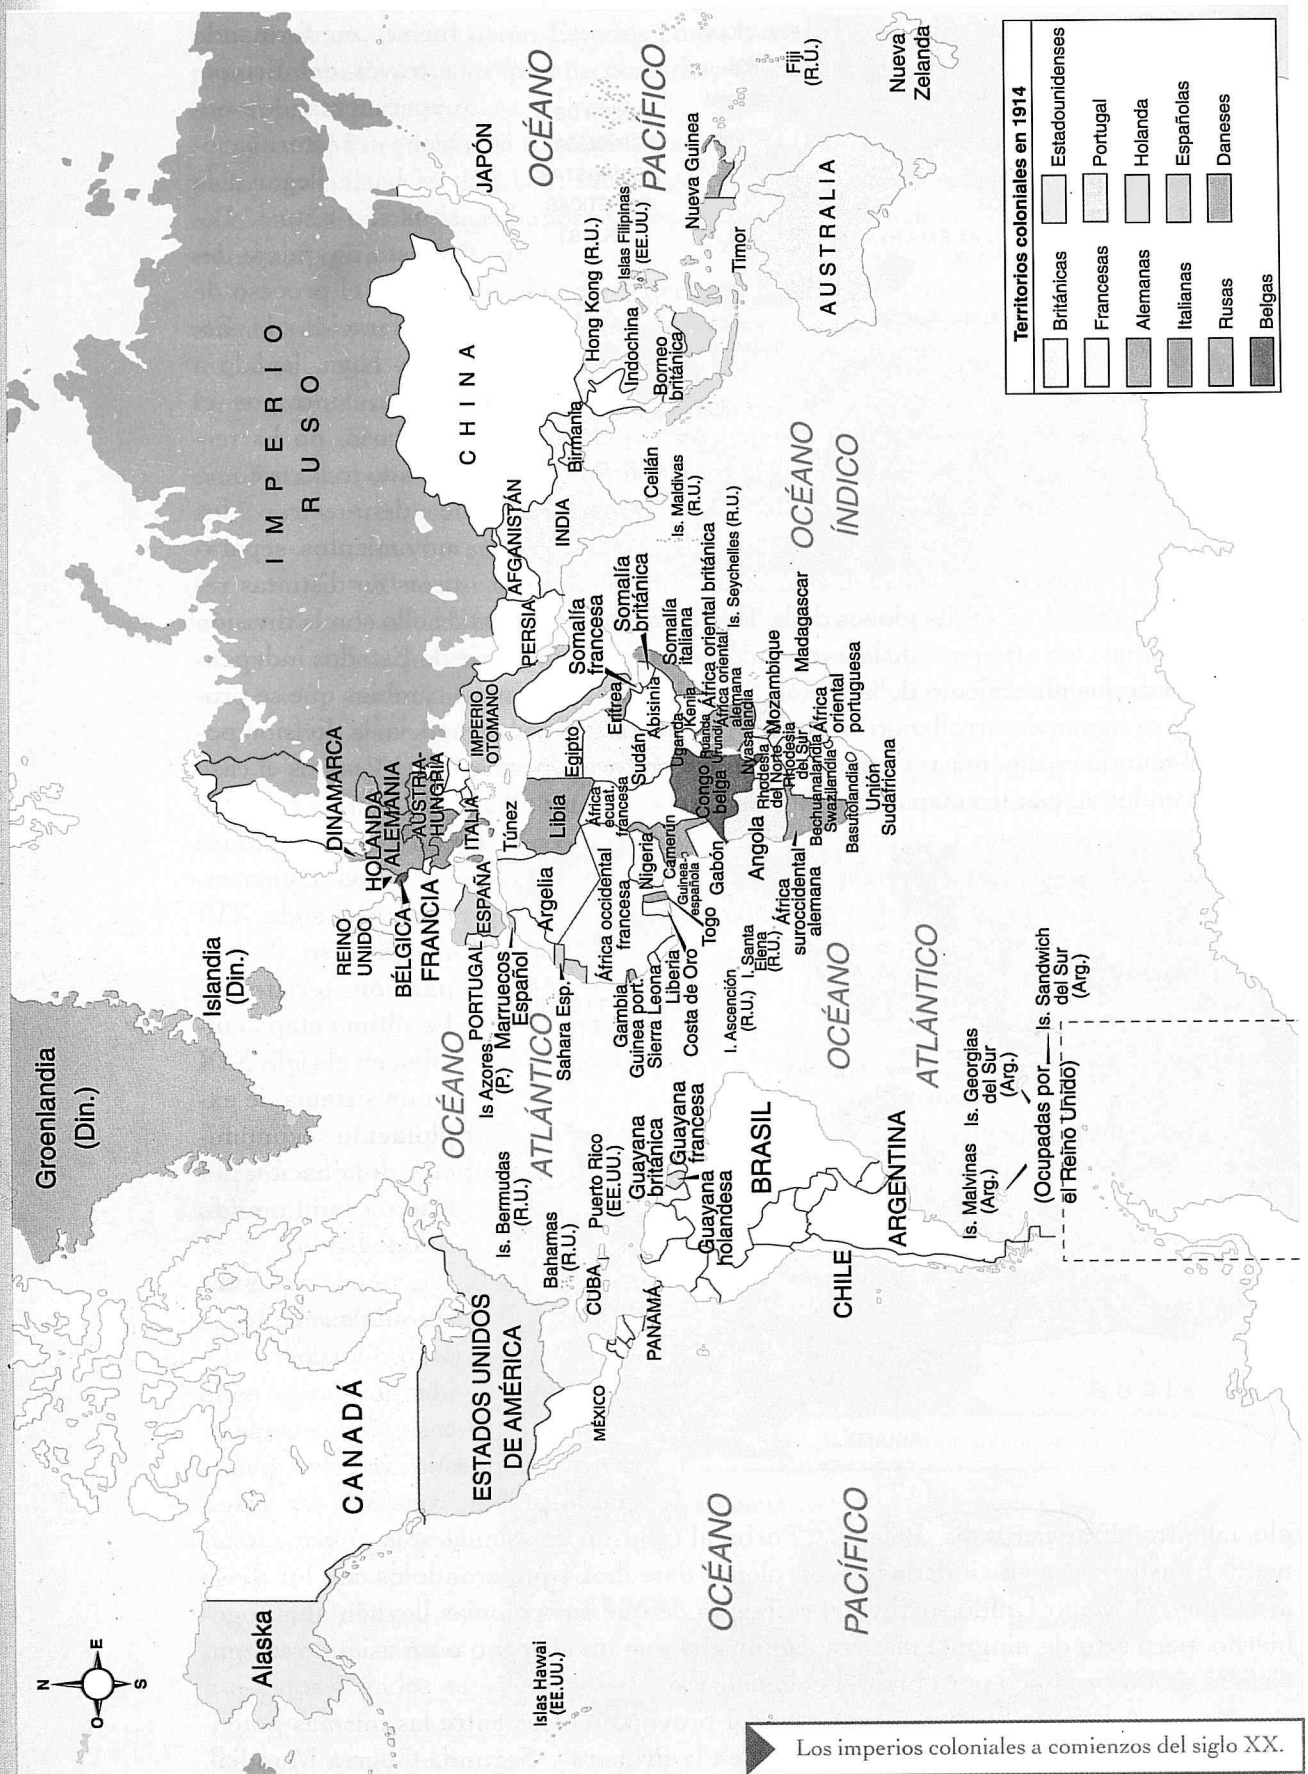 Territorios coloniales en 1914
Británicas
Francesas
Alemanas
Italianas
Rusas
Belgas
Estadounidenses
Portugal
Holanda
Españolas
Daneses
N
O
E
S
Alaska
Islas Hawai
(EE.UU.)
CANADÁ
ESTADOS UNIDOS
DE AMÉRICA
MÉXICO
Groenlandia
(Din.)
Islandia
(Din.)
Is. Bermudas
(R.U.)
Bahamas
(R.U.)
CUBA
Puerto Rico
(EE.UU.)
PANAMÁ
Guayana
británica
Guayana
francesa
Guayana
holandesa
BRASIL
CHILE
ARGENTINA
Is. Malvinas
(Arg.)
Is. Georgias
del Sur
(Arg.)
Is. Sandwich
del Sur
(Arg.)
(Ocupadas por
el Reino Unido)
OCÉANO
PACÍFICO
OCÉANO
ATLÁNTICO
OCÉANO
ATLÁNTICO
Is Azores
(P.)
REINO
UNIDO
DINAMARCA
HOLANDA
ALEMANIA
BÉLGICA
FRANCIA
AUSTRIA-
HUNGRÍA
ITALIA
ESPAÑA
PORTUGAL
Marruecos
Español
IMPERIO
OTOMANO
IMPERIO
RUSO
PERSIA
AFGANISTÁN
INDIA
CHINA
JAPÓN
Birmania
Hong Kong (R.U.)
Indochina
Islas Filipinas
(EE.UU.)
Borneo
británica
Ceilán
Is. Maldivas
(R.U.)
Is. Seychelles (R.U.)
Nueva Guinea
Timor
AUSTRALIA
Fiji
(R.U.)
Nueva
Zelanda
OCÉANO
PACÍFICO
OCÉANO
ÍNDICO
Túnez
Argelia
Libia
Egipto
Sahara Esp.
África occidental
francesa
África
ecuat.
francesa
Sudán
Eritrea
Abisinia
Somalía
francesa
Somalía
británica
Somalía
italiana
Gambia
Guinea port.
Sierra Leona
Liberia
Costa de Oro
Togo
Nigeria
Camerun
Guinea
española
Gabón
Congo
belga
Uganda
Kenia
África oriental británica
Ruanda
Urundi
África oriental
alemana
Nyasalandia
Mozambique
Madagascar
África
oriental
portuguesa
Angola
Rhodesia
del Norte
Rhodesia
del Sur
África
suroccidental
alemana
Bechuanalandia
Swazilandia
Basutolandia
Unión
Sudáfricana
I. Ascención
(R.U.)
I. Santa
Elena
(R.U.)
Los imperios coloniales a comienzos del siglo XX.